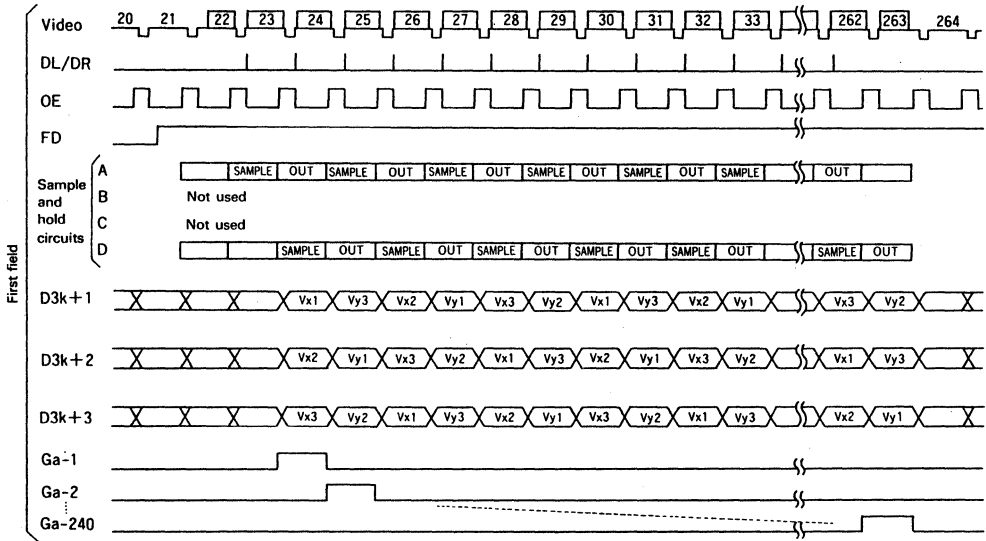 Video 20 21 22 23 24 25 26 27 28 29 30 31 32 33 262 263 264
DL/DR
OE
FD
First field
Sample and hold circuits
A SAMPLE OUT SAMPLE OUT SAMPLE OUT SAMPLE OUT SAMPLE OUT SAMPLE OUT
B Not used
C Not used
D SAMPLE OUT SAMPLE OUT SAMPLE OUT SAMPLE OUT SAMPLE OUT SAMPLE OUT
D3k+1 Vx1 Vy3 Vx2 Vy1 Vx3 Vy2 Vx1 Vy3 Vx2 Vy1 Vx3 Vy2
D3k+2 Vx2 Vy1 Vx3 Vy2 Vx1 Vy3 Vx2 Vy1 Vx3 Vy2 Vx1 Vy3
D3k+3 Vx3 Vy2 Vx1 Vy3 Vx2 Vy1 Vx3 Vy2 Vx1 Vy3 Vx2 Vy1
Ga-1
Ga-2
Ga-240